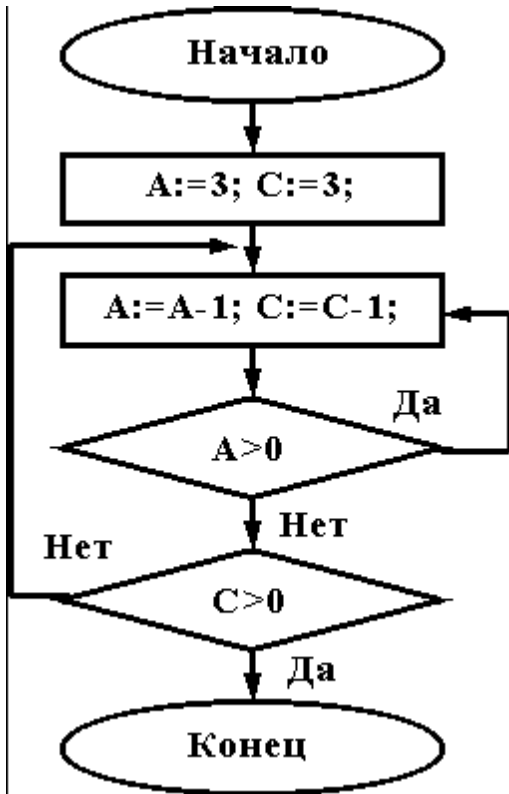 Начало
A:=3; C:=3;
A:=A-1; C:=C-1;
Да
A>0
Нет
Нет
C>0
Да
Конец